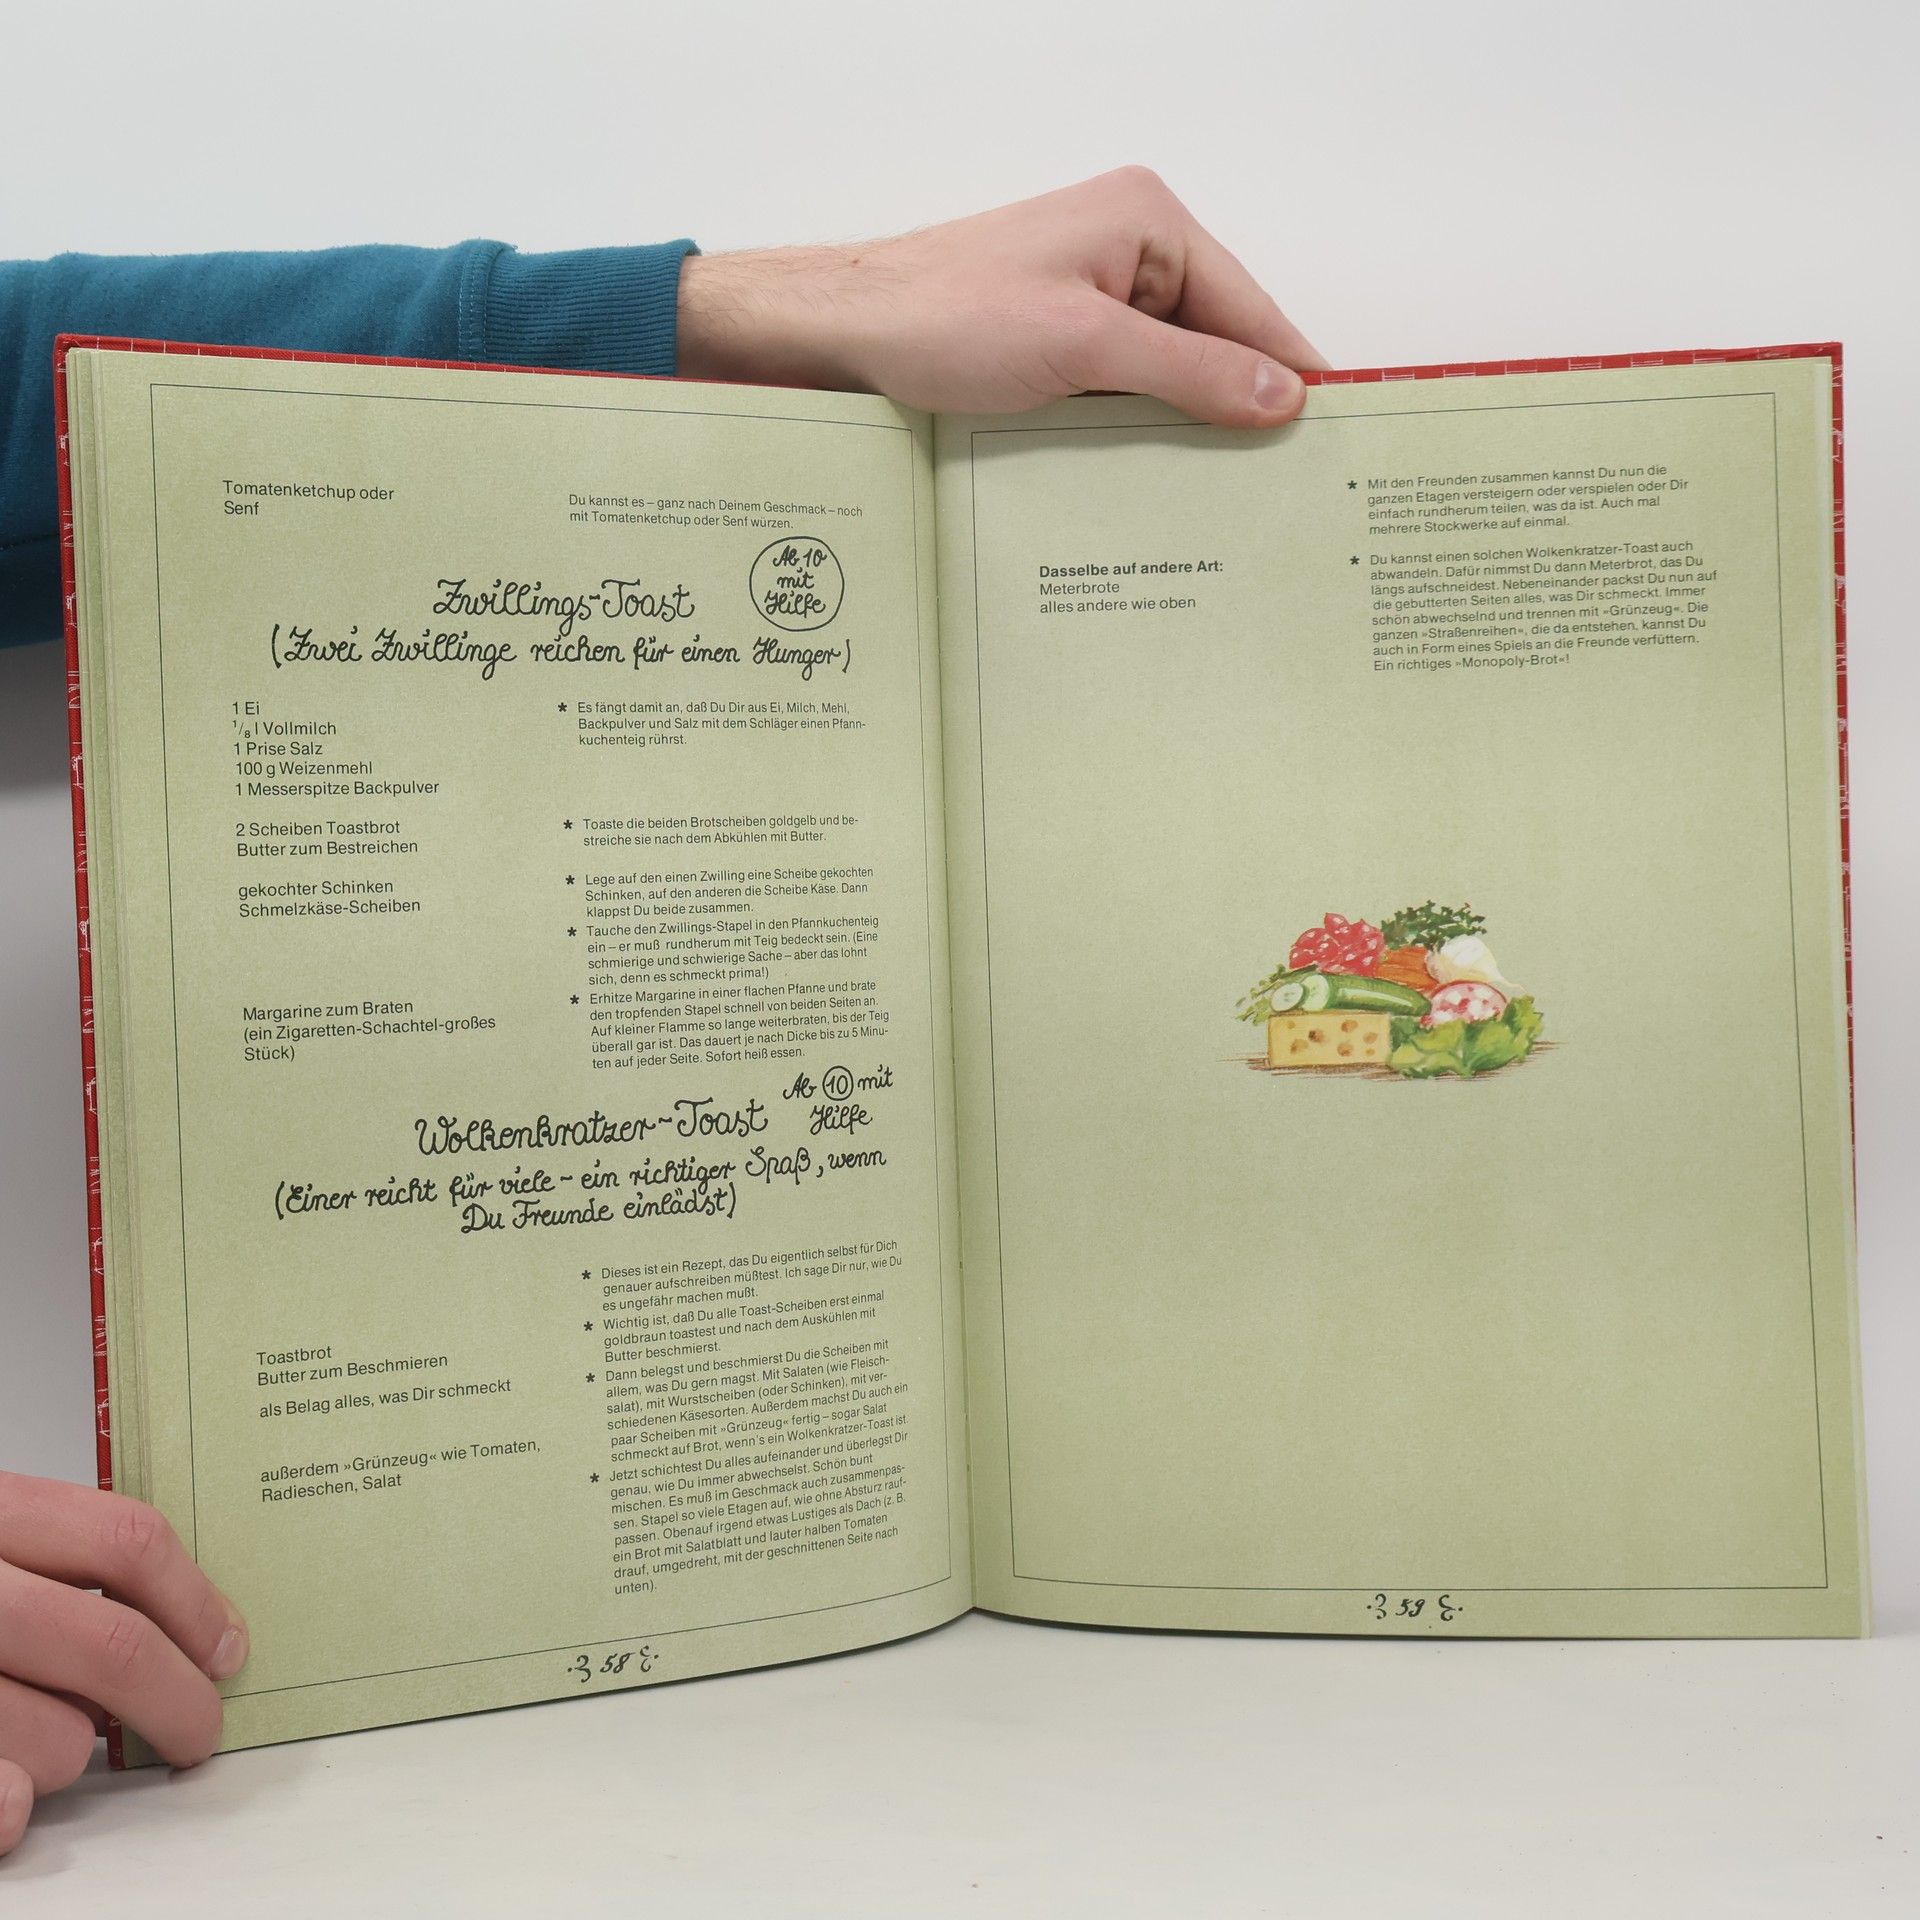 Tomatenketchup oder
Senf
Du kannst es – ganz nach Deinem Geschmack – noch
mit Tomatenketchup oder Senf würzen.
Zwillings-Toast
Ab 10
mit
Hilfe
(Zwei Zwillinge reichen für einen Hunger)
1 Ei
1/8 l Vollmilch
1 Prise Salz
100 g Weizenmehl
1 Messerspitze Backpulver
* Es fängt damit an, daß Du Dir aus Ei, Milch, Mehl,
Backpulver und Salz mit dem Schläger einen Pfann-
kuchenteig rührst.
2 Scheiben Toastbrot
Butter zum Bestreichen
* Toaste die beiden Brotscheiben goldgelb und be-
streiche sie nach dem Abkühlen mit Butter.
gekochter Schinken
Schmelzkäse-Scheiben
* Lege auf den einen Zwilling eine Scheibe gekochten
Schinken, auf den anderen die Scheibe Käse. Dann
klappst Du beide zusammen.
* Tauche den Zwillings-Stapel in den Pfannkuchenteig
ein – er muß rundherum mit Teig bedeckt sein. (Eine
schmierige und schwierige Sache – aber das lohnt
sich, denn es schmeckt prima!)
Margarine zum Braten
(ein Zigaretten-Schachtel-großes
Stück)
* Erhitze Margarine in einer flachen Pfanne und brate
den tropfenden Stapel schnell von beiden Seiten an.
Auf kleiner Flamme so lange weiterbraten, bis der Teig
überall gar ist. Das dauert je nach Dicke bis zu 5 Minu-
ten auf jeder Seite. Sofort heiß essen.
Wolkenkratzer-Toast
Ab 10 mit
Hilfe
(Einer reicht für viele – ein richtiger Spaß, wenn
Du Freunde einlädst)
* Dieses ist ein Rezept, das Du eigentlich selbst für Dich
genauer aufschreiben müßtest. Ich sage Dir nur, wie Du
es ungefähr machen mußt.
Toastbrot
Butter zum Beschmieren
* Wichtig ist, daß Du alle Toast-Scheiben erst einmal
goldbraun toastest und nach dem Auskühlen mit
Butter beschmierst.
als Belag alles, was Dir schmeckt
* Dann belegst und beschmierst Du die Scheiben mit
allem, was Du gern magst. Mit Salaten (wie Fleisch-
salat), mit Wurstscheiben (oder Schinken), mit ver-
schiedenen Käsesorten. Außerdem machst Du auch ein
paar Scheiben mit »Grünzeug« fertig – sogar Salat
schmeckt auf Brot, wenn's ein Wolkenkratzer-Toast ist.
außerdem »Grünzeug« wie Tomaten,
Radieschen, Salat
* Jetzt schichtest Du alles aufeinander und überlegst Dir
genau, wie Du immer abwechselst. Schön bunt
mischen. Es muß im Geschmack auch zusammenpas-
sen. Stapel so viele Etagen auf, wie ohne Absturz rauf-
passen. Obenauf irgend etwas Lustiges als Dach (z. B.
ein Brot mit Salatblatt und lauter halben Tomaten
drauf, umgedreht, mit der geschnittenen Seite nach
unten).
58
* Mit den Freunden zusammen kannst Du nun die
ganzen Etagen versteigern oder verspielen oder Dir
einfach rundherum teilen, was da ist. Auch mal
mehrere Stockwerke auf einmal.
Dasselbe auf andere Art:
Meterbrote
alles andere wie oben
* Du kannst einen solchen Wolkenkratzer-Toast auch
abwandeln. Dafür nimmst Du dann Meterbrot, das Du
längs aufschneidest. Nebeneinander packst Du nun auf
die gebutterten Seiten alles, was Dir schmeckt. Immer
schön abwechselnd und trennen mit »Grünzeug«. Die
ganzen »Straßenreihen«, die da entstehen, kannst Du
auch in Form eines Spiels an die Freunde verfüttern.
Ein richtiges »Monopoly-Brot«!
59